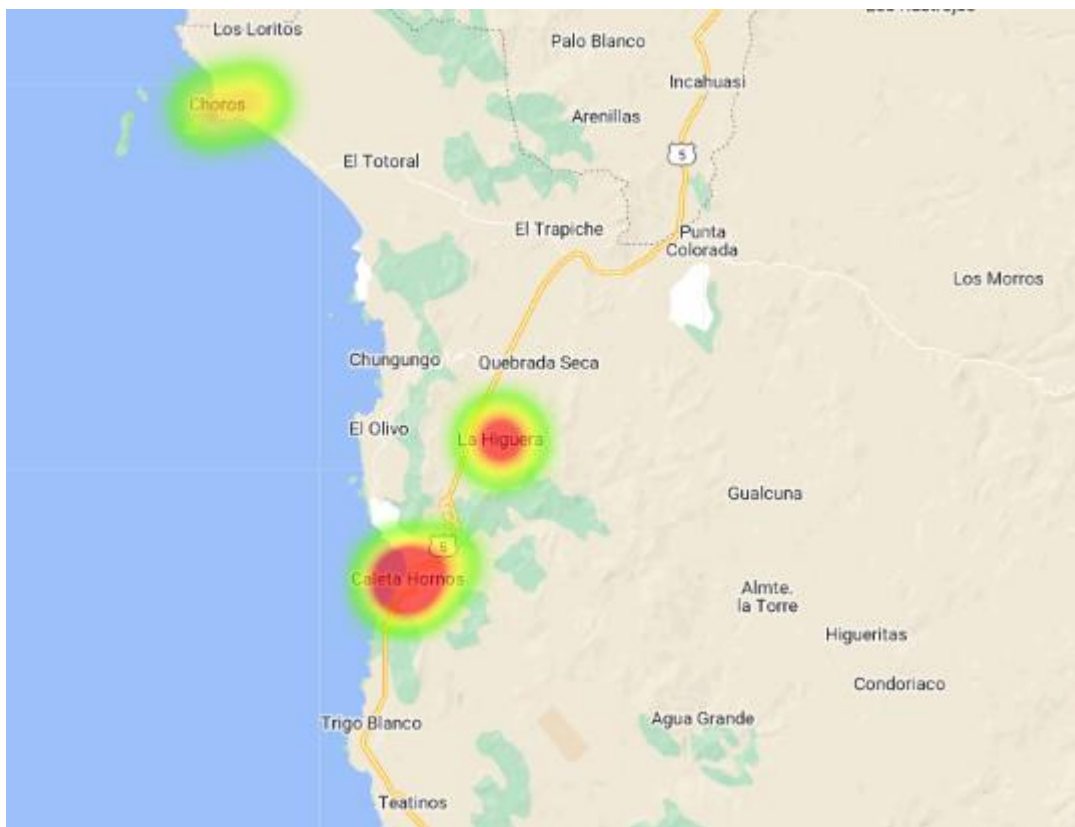 Los Loritos
Palo Blanco
Incahuasi
Choros
Arenillas
5
El Totoral
El Trapiche
Punta
Colorada
Los Morros
Chungungo
Quebrada Seca
El Olivo
La Higuera
Gualcuna
5
Caleta Hornos
Almte.
la Torre
Higueritas
Condoriaco
Trigo Blanco
Agua Grande
Teatinos